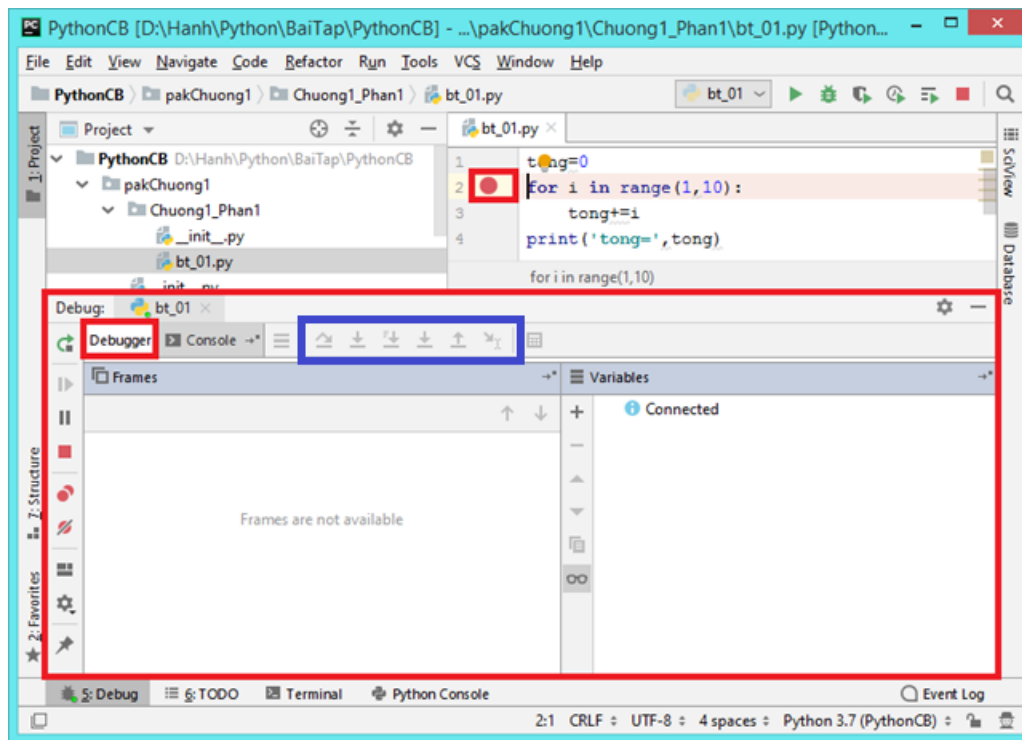 PC PythonCB [D:\Hanh\Python\BaiTap\PythonCB] - ...\pakChuong1\Chuong1_Phan1\bt_01.py [Python...
File Edit View Navigate Code Refactor Run Tools VCS Window Help
PythonCB pakChuong1 Chuong1_Phan1 bt_01.py bt_01
1: Project
Project
bt_01.py
PythonCB D:\Hanh\Python\BaiTap\PythonCB
pakChuong1
Chuong1_Phan1
__init__.py
bt_01.py
__init__.py
1 tong=0
2 for i in range(1,10):
3 tong+=i
4 print('tong=',tong)
for i in range(1,10)
SciView
Database
Debug: bt_01
Debugger Console
Frames
Variables
Connected
Frames are not available
7: Structure
2: Favorites
5: Debug 6: TODO Terminal Python Console Event Log
2:1 CRLF UTF-8 4 spaces Python 3.7 (PythonCB)